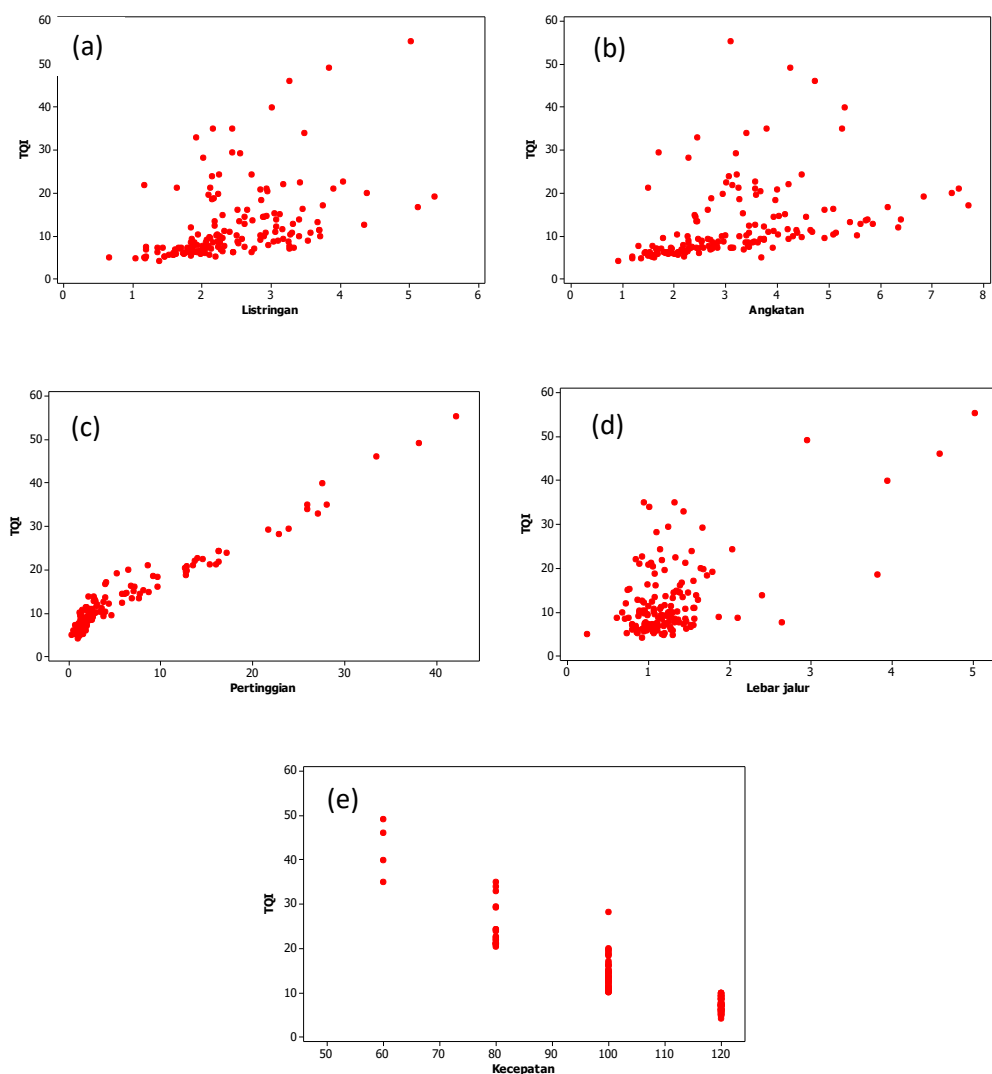 (a)
TQI
60
50
40
30
20
10
0
0 1 2 3 4 5 6
Listringan
(b)
TQI
60
50
40
30
20
10
0
0 1 2 3 4 5 6 7 8
Angkatan
(c)
TQI
60
50
40
30
20
10
0
0 10 20 30 40
Pertinggian
(d)
TQI
60
50
40
30
20
10
0
0 1 2 3 4 5
Lebar jalur
(e)
TQI
60
50
40
30
20
10
0
50 60 70 80 90 100 110 120
Kecepatan